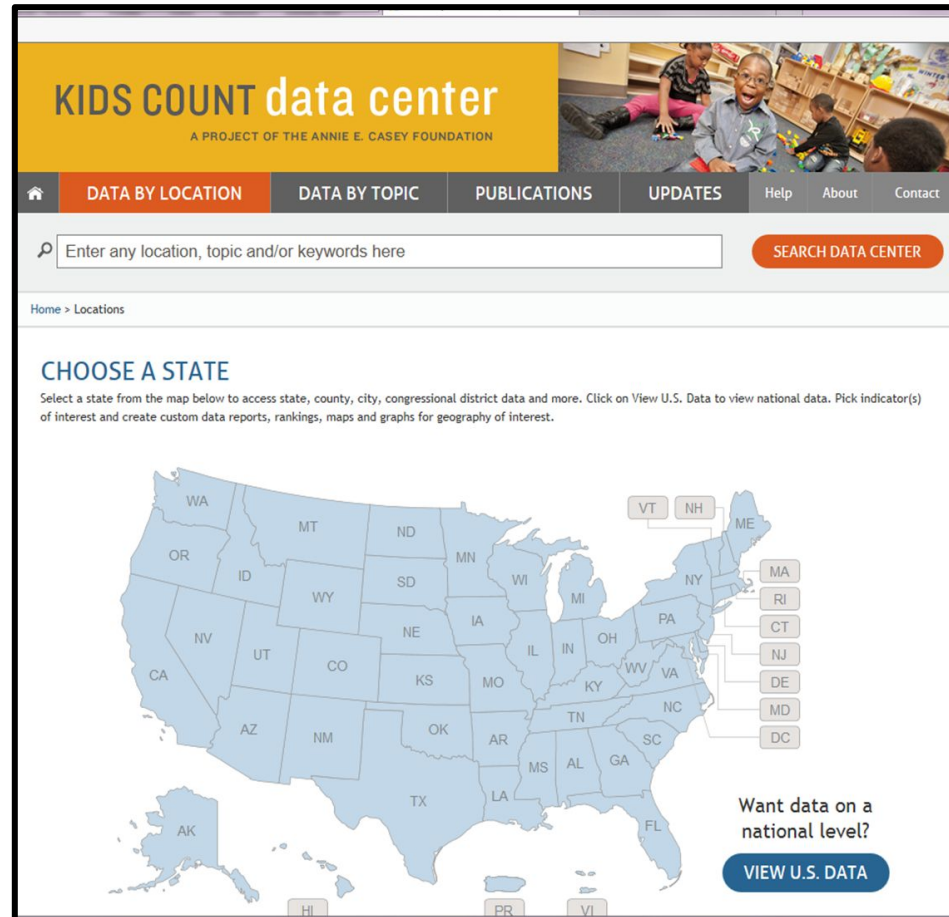 KIDS COUNT data center
A PROJECT OF THE ANNIE E. CASEY FOUNDATION
WINTER
DATA BY LOCATION DATA BY TOPIC PUBLICATIONS UPDATES Help About Contact
Enter any location, topic and/or keywords here SEARCH DATA CENTER
Home > Locations
CHOOSE A STATE
Select a state from the map below to access state, county, city, congressional district data and more. Click on View U.S. Data to view national data. Pick indicator(s)
of interest and create custom data reports, rankings, maps and graphs for geography of interest.
WA
MT
ND
VT NH
ME
OR
ID
MN
SD
WI
MI
NY
MA
WY
RI
IA
PA
CT
NE
NV
UT
CO
IL
IN
OH
NJ
CA
KS
MO
WV
VA
KY
DE
NC
MD
AZ
NM
OK
AR
TN
SC
DC
MS
AL
GA
TX
LA
FL
AK
Want data on a
national level?
VIEW U.S. DATA
HI
PR
VI